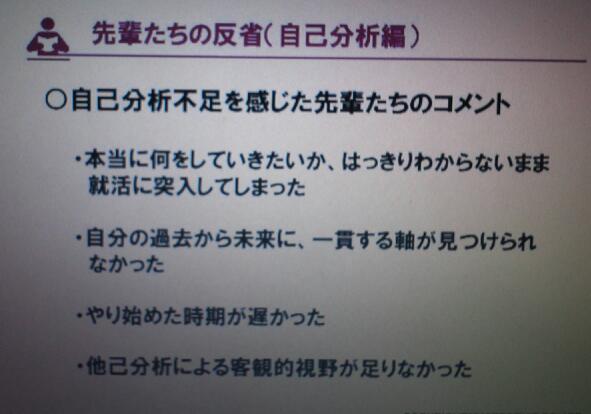 先輩たちの反省(自己分析編)
○自己分析不足を感じた先輩たちのコメント
・本当に何をしていきたいか、はっきりわからないまま
就活に突入してしまった
・自分の過去から未来に、一貫する軸が見つけられ
なかった
・やり始めた時期が遅かった
・他己分析による客観的視野が足りなかった